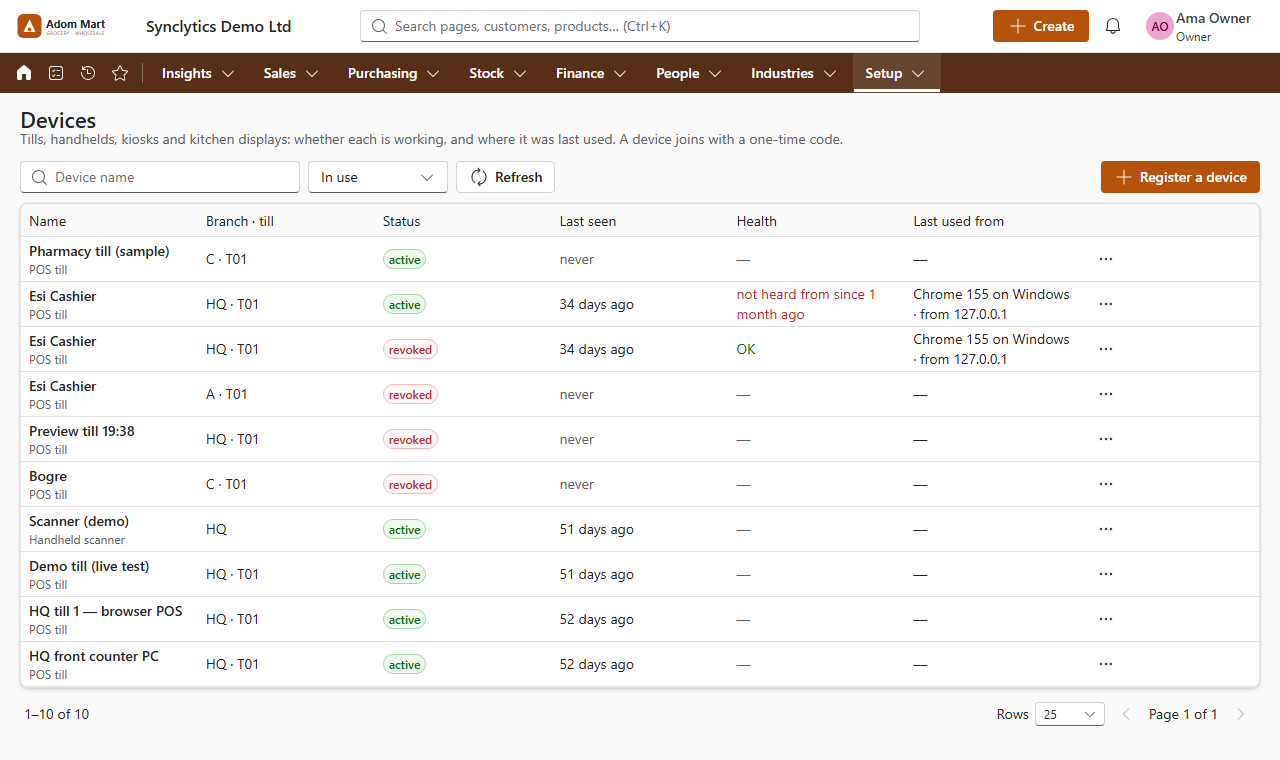 Adom Mart
GROCERY · WHOLESALE
Synclytics Demo Ltd
Search pages, customers, products... (Ctrl+K)
Create
AO
Ama Owner
Owner
Insights
Sales
Purchasing
Stock
Finance
People
Industries
Setup
Devices
Tills, handhelds, kiosks and kitchen displays: whether each is working, and where it was last used. A device joins with a one-time code.
Device name
In use
Refresh
Register a device
Name Branch · till Status Last seen Health Last used from
Pharmacy till (sample)
POS till
C · T01 active never — — ...
Esi Cashier
POS till
HQ · T01 active 34 days ago
not heard from since 1
month ago
Chrome 155 on Windows
· from 127.0.0.1
...
Esi Cashier
POS till
HQ · T01 revoked 34 days ago OK
Chrome 155 on Windows
· from 127.0.0.1
...
Esi Cashier
POS till
A · T01 revoked never — — ...
Preview till 19:38
POS till
HQ · T01 revoked never — — ...
Bogre
POS till
C · T01 revoked never — — ...
Scanner (demo)
Handheld scanner
HQ active 51 days ago — — ...
Demo till (live test)
POS till
HQ · T01 active 51 days ago — — ...
HQ till 1 — browser POS
POS till
HQ · T01 active 52 days ago — — ...
HQ front counter PC
POS till
HQ · T01 active 52 days ago — — ...
1–10 of 10
Rows 25
Page 1 of 1